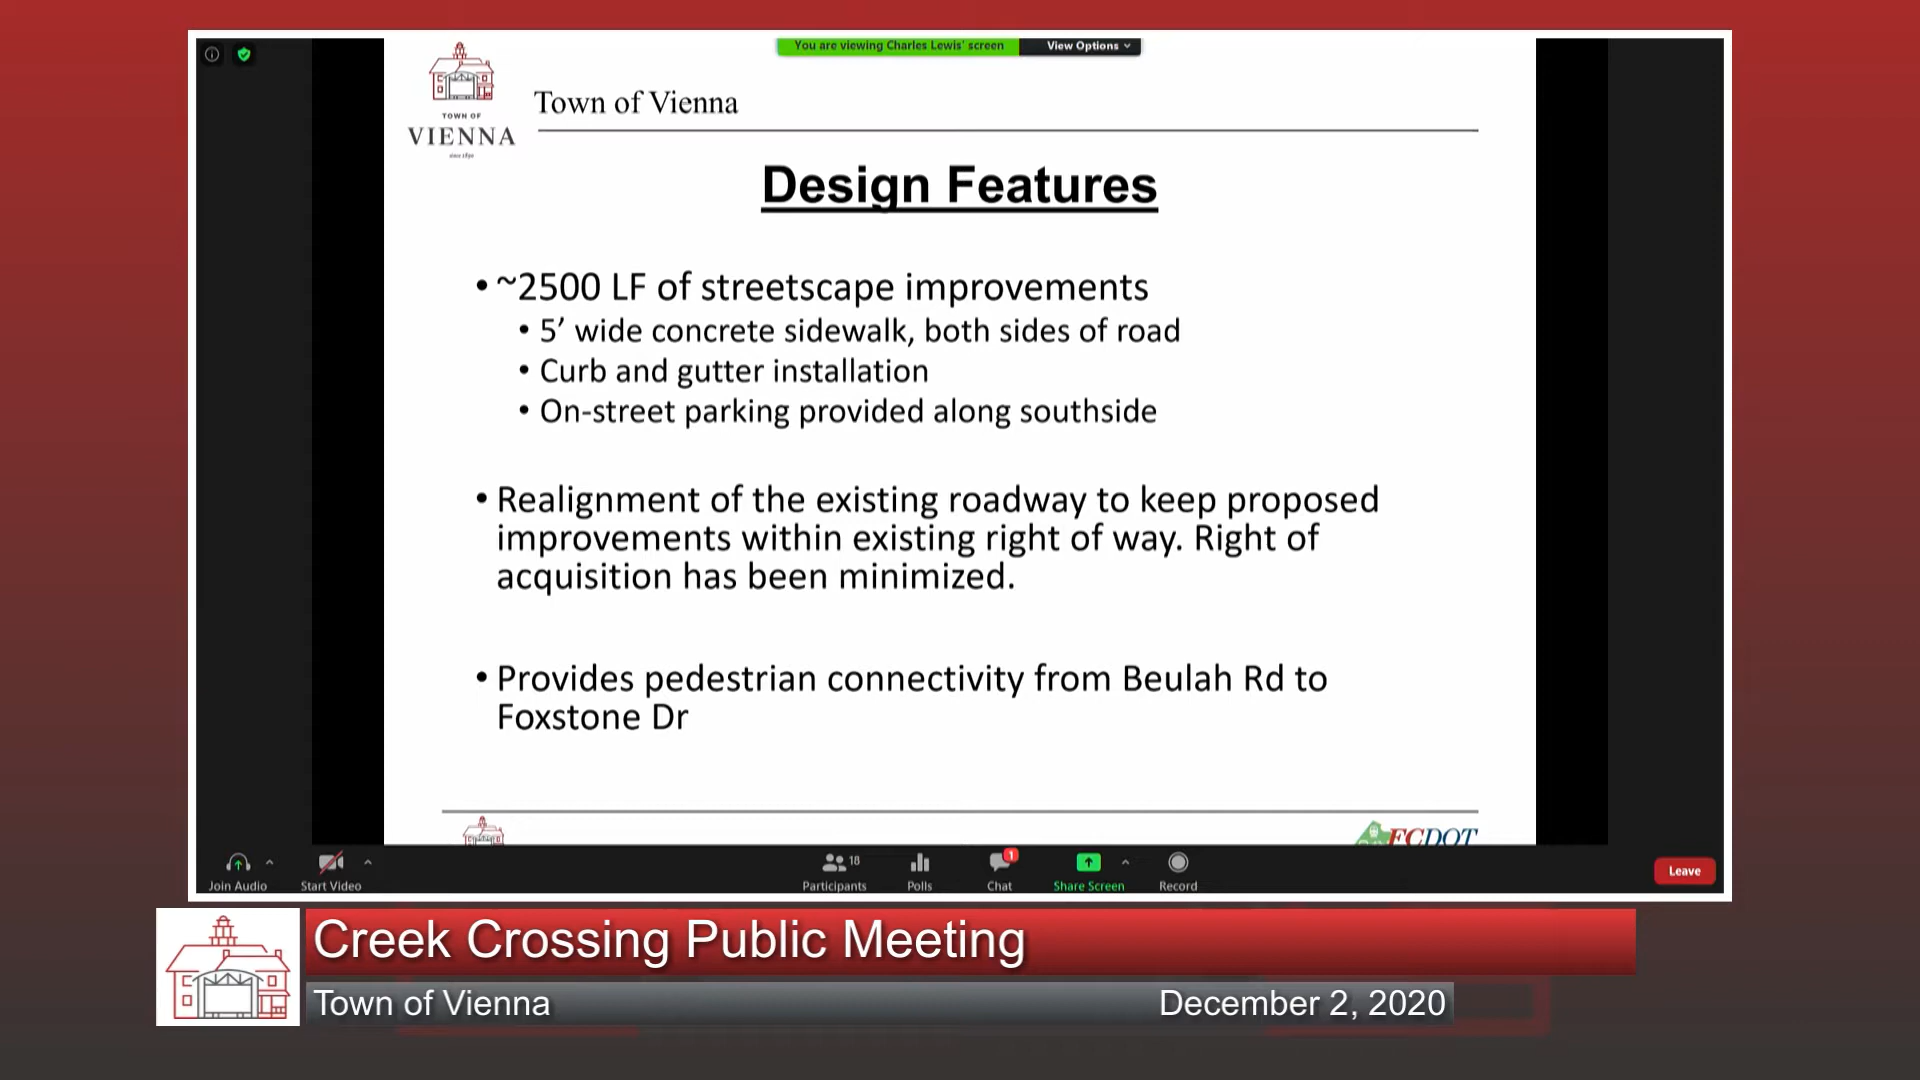 You are viewing Charles Lewis' screen
View Options
TOWN OF
VIENNA
since 1890
Town of Vienna
Design Features
• ~2500 LF of streetscape improvements
• 5’ wide concrete sidewalk, both sides of road
• Curb and gutter installation
• On-street parking provided along southside
• Realignment of the existing roadway to keep proposed
improvements within existing right of way. Right of
acquisition has been minimized.
• Provides pedestrian connectivity from Beulah Rd to
Foxstone Dr
FCDOT
Join Audio
Start Video
18
Participants
Polls
1
Chat
Share Screen
Record
Leave
Creek Crossing Public Meeting
Town of Vienna
December 2, 2020